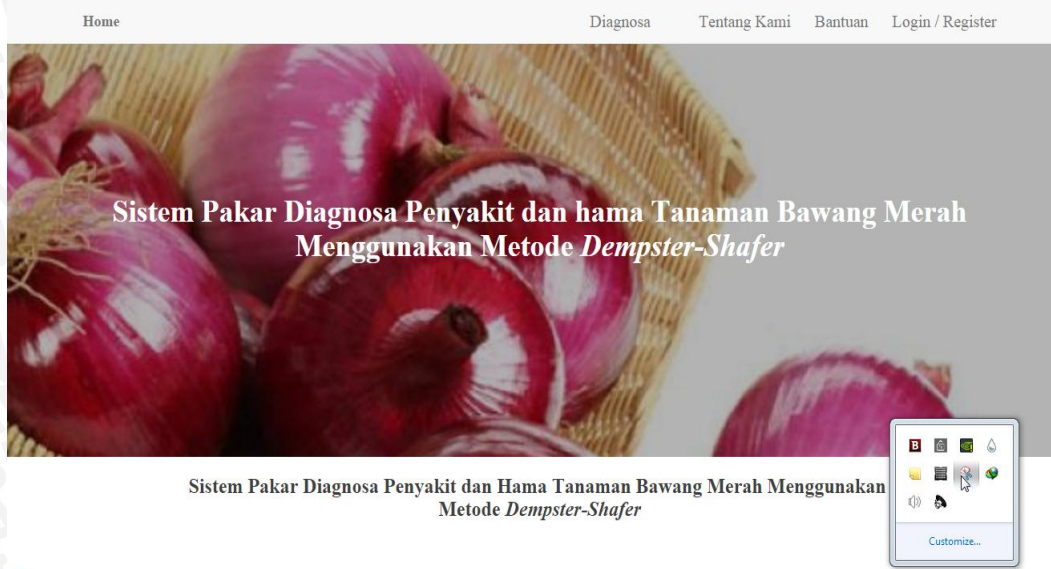 Home Diagnosa Tentang Kami Bantuan Login / Register
Sistem Pakar Diagnosa Penyakit dan hama Tanaman Bawang Merah
Menggunakan Metode Dempster-Shafer
Sistem Pakar Diagnosa Penyakit dan Hama Tanaman Bawang Merah Menggunakan
Metode Dempster-Shafer
B
Customize...